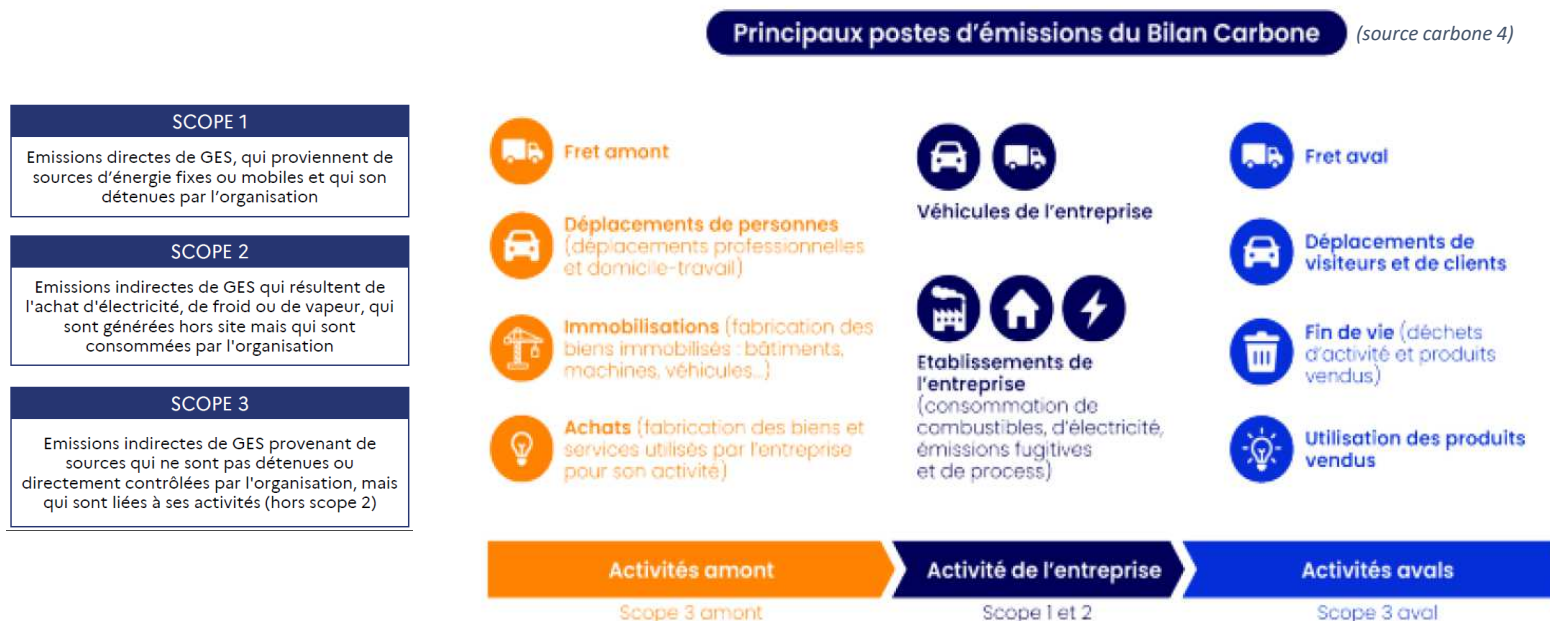 Principaux postes d'émissions du Bilan Carbone
(source carbone 4)
SCOPE 1
Emissions directes de GES, qui proviennent de
sources d'énergie fixes ou mobiles et qui son
détenues par l'organisation
SCOPE 2
Emissions indirectes de GES qui résultent de
l'achat d'électricité, de froid ou de vapeur, qui
sont générées hors site mais qui sont
consommées par l'organisation
SCOPE 3
Emissions indirectes de GES provenant de
sources qui ne sont pas détenues ou
directement contrôlées par l'organisation, mais
qui sont liées à ses activités (hors scope 2)
Fret amont
Déplacements de personnes
(déplacements professionnelles
et domicile-travail)
Immobilisations (fabrication des
biens immobilisés : bâtiments,
machines, véhicules...)
Achats (fabrication des biens et
services utilisés par l'entreprise
pour son activité)
Véhicules de l'entreprise
Etablissements de
l'entreprise
(consommation de
combustibles, d'électricité,
émissions fugitives
et de process)
Fret aval
Déplacements de
visiteurs et de clients
Fin de vie (déchets
d'activité et produits
vendus)
Utilisation des produits
vendus
Activités amont
Activité de l'entreprise
Activités avals
Scope 3 amont
Scope 1 et 2
Scope 3 aval